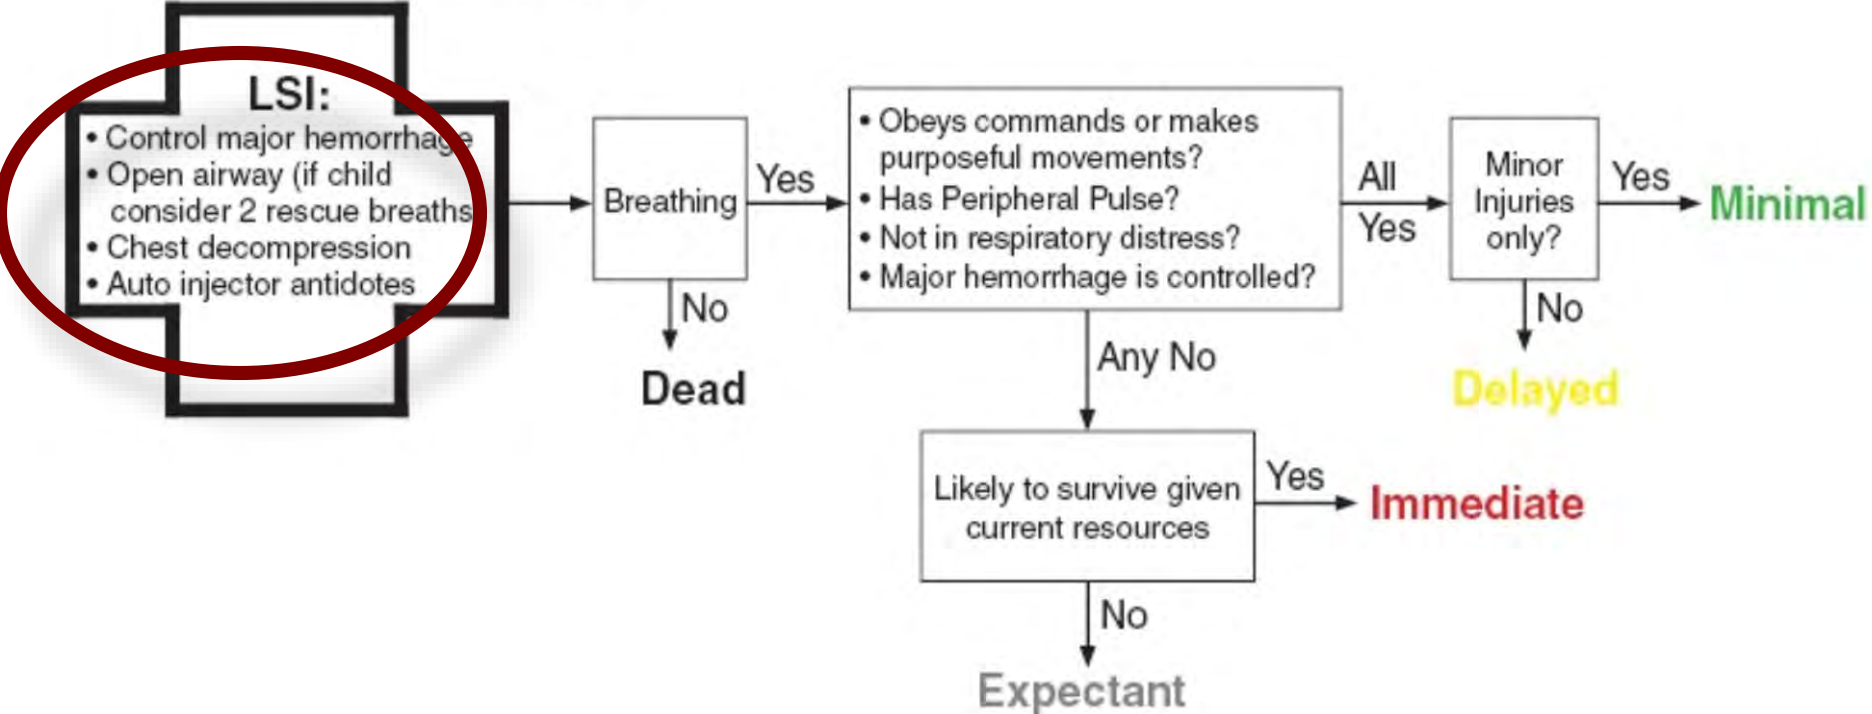 LSI:
• Control major hemorrhage
• Open airway (if child
consider 2 rescue breaths
• Chest decompression
• Auto injector antidotes
Breathing
Yes
No
Dead
• Obeys commands or makes
purposeful movements?
• Has Peripheral Pulse?
• Not in respiratory distress?
• Major hemorrhage is controlled?
All
Yes
Minor
Injuries
only?
Yes
Minimal
No
Delayed
Any No
Likely to survive given
current resources
Yes
Immediate
No
Expectant